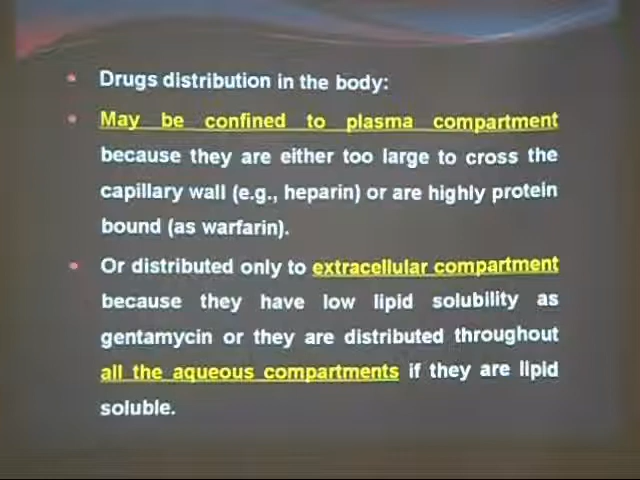 • Drugs distribution in the body:
• May be confined to plasma compartment
because they are either too large to cross the
capillary wall (e.g., heparin) or are highly protein
bound (as warfarin).
• Or distributed only to extracellular compartment
because they have low lipid solubility as
gentamycin or they are distributed throughout
all the aqueous compartments if they are lipid
soluble.